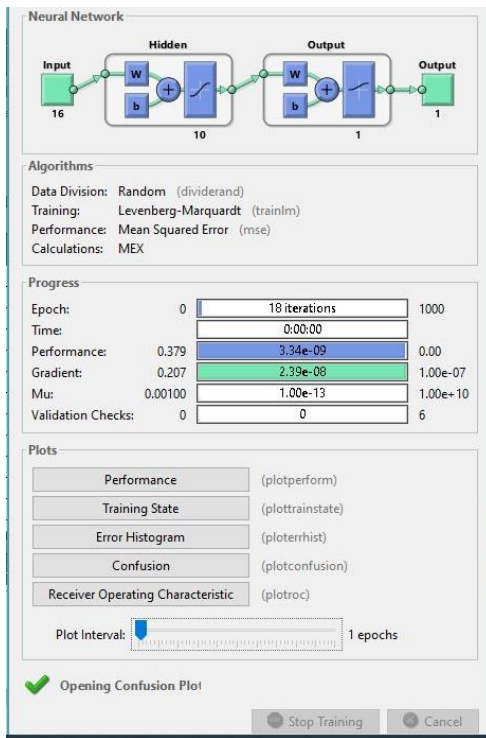 Neural Network
Hidden
Output
Input
Output
W
W
+
+
b
b
16
1
10
1
Algorithms
Data Division: Random (dividerand)
Training: Levenberg-Marquardt (trainlm)
Performance: Mean Squared Error (mse)
Calculations: MEX
Progress
Epoch: 0 18 iterations 1000
Time: 0:00:00
Performance: 0.379 3.34e-09 0.00
Gradient: 0.207 2.39e-08 1.00e-07
Mu: 0.00100 1.00e-13 1.00e+10
Validation Checks: 0 0 6
Plots
Performance (plotperform)
Training State (plottrainstate)
Error Histogram (ploterrhist)
Confusion (plotconfusion)
Receiver Operating Characteristic (plotroc)
Plot Interval: 1 epochs
Opening Confusion Plot
Stop Training Cancel